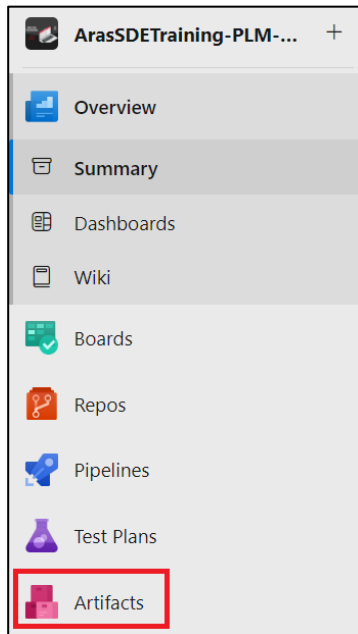 ArasSDETraining-PLM-...
Overview
Summary
Dashboards
Wiki
Boards
Repos
Pipelines
Test Plans
Artifacts